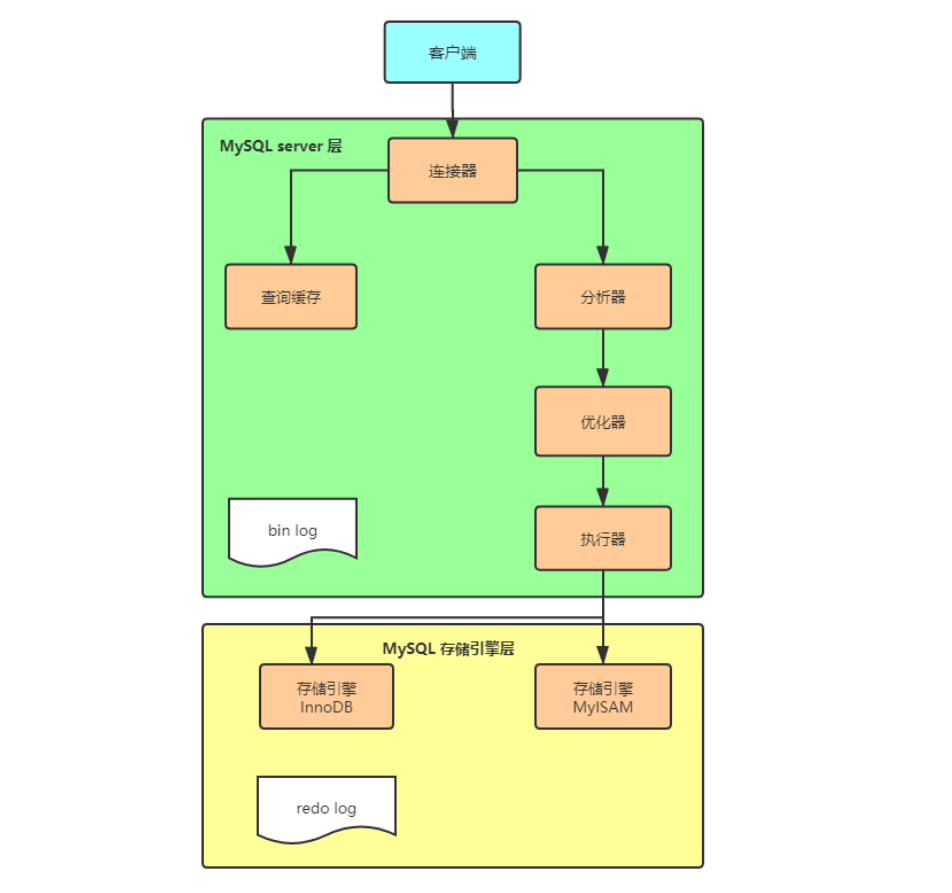 客户端
MySQL server 层
连接器
查询缓存
分析器
优化器
bin log
执行器
MySQL 存储引擎层
存储引擎
InnoDB
存储引擎
MyISAM
redo log